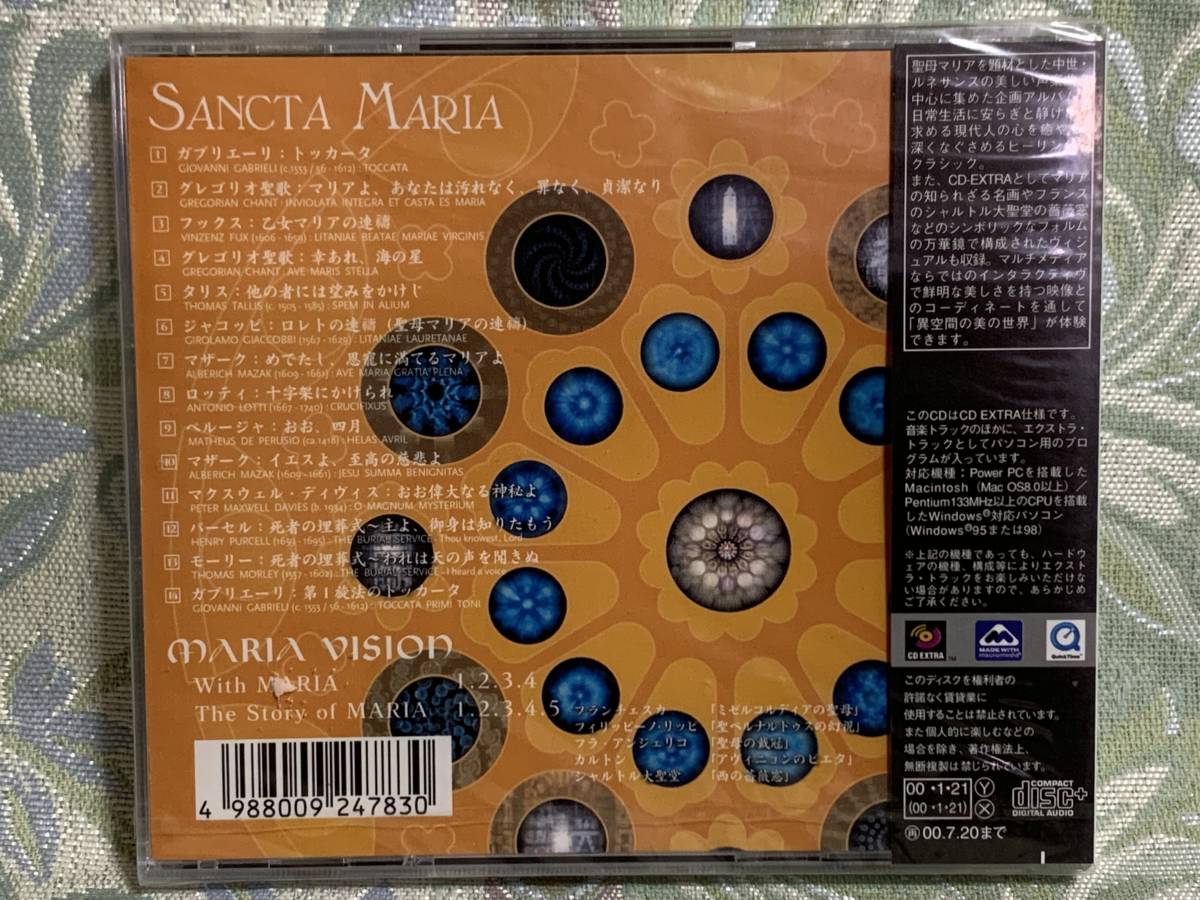 SANCTA MARIA
1 ガブリエーリ：トッカータ
GIOVANNI GABRIELI (c.1553 / 56 - 1612) : TOCCATA
2 グレゴリオ聖歌：マリアよ、あなたは汚れなく、罪なく、貞潔なり
GREGORIAN CHANT : INVIOLATA INTEGRA ET CASTA ES MARIA
3 フックス：乙女マリアの連禱
VINZENZ FUX (1606 - 1659) : LITANIAE BEATAE MARIAE VIRGINIS
4 グレゴリオ聖歌：幸あれ、海の星
GREGORIAN CHANT : AVE MARIS STELLA
5 タリス：他の者には望みをかけじ
THOMAS TALLIS (c. 1505 - 1585) : SPEM IN ALIUM
6 ジャコッビ：ロレトの連禱（聖母マリアの連禱）
GIROLAMO GIACCOBBI (1567 - 1629) : LITANIAE LAURETANAE
7 マザーク：めでたし、恩寵に満てるマリアよ
ALBERICH MAZAK (1609 - 1661) : AVE MARIA GRATIA PLENA
8 ロッティ：十字架にかけられ
ANTONIO LOTTI (1667 - 1740) : CRUCIFIXUS
9 ペルージャ：おお、四月
MATHEUS DE PERUSIO (ca.1418) : HELAS AVRIL
10 マザーク：イエスよ、至高の慈悲よ
ALBERICH MAZAK (1609 - 1661) : JESU SUMMA BENIGNITAS
11 マクスウェル・ディヴィス：おお偉大なる神秘よ
PETER MAXWELL DAVIES (b. 1934) : O MAGNUM MYSTERIUM
12 パーセル：死者の埋葬式～主よ、御身は知りたもう
HENRY PURCELL (1659 - 1695) : THE BURIAL SERVICE - Thou knowest, Lord
13 モーリー：死者の埋葬式～われは天の声を聞きぬ
THOMAS MORLEY (1557 - 1602) : THE BURIAL SERVICE - I heard a voice
14 ガブリエーリ：第1旋法のトッカータ
GIOVANNI GABRIELI (c. 1553 / 56 - 1612) : TOCCATA PRIMI TONI
MARIA VISION
With MARIA 1.2.3.4
The Story of MARIA 1.2.3.4.5
フランチェスカ 「ミゼルコルディアの聖母」
フィリッピーノ・リッピ 「聖ベルナルトゥスの幻視」
フラ・アンジェリコ 「聖母の戴冠」
カルトン 「アヴィニョンのピエタ」
シャルトル大聖堂 「西の薔薇窓」
4 988009 247830
聖母マリアを題材とした中世・
ルネサンスの美しい声
中心に集めた企画アルバム
日常生活に安らぎと静け
求める現代人の心を癒や
深くなぐさめるヒーリン
クラシック。
また、CD-EXTRAとしてマリア
の知られざる名画やフランス
のシャルトル大聖堂の薔薇窓
などのシンボリックなフォルム
の万華鏡で構成されたヴィジ
ュアルも収録。マルチメディア
ならではのインタラクティヴ
で鮮明な美しさを持つ映像と
のコーディネートを通して
「異空間の美の世界」が体験
できます。
このCDはCD EXTRA仕様です。
音楽トラックのほかに、エクストラ・
トラックとしてパソコン用のプロ
グラムが入っています。
対応機種：Power PCを搭載した
Macintosh（Mac OS8.0以上）／
Pentium133MHz以上のCPUを搭載
したWindows®対応パソコン
(Windows®95または98)
※上記の機種であっても、ハードウ
ェアの機種、構成等によりエクスト
ラ・トラックをお楽しみいただけな
い場合がありますので、あらかじめ
ご了承ください。
CD EXTRA TM
MADE WITH macromedia
QuickTime™
このディスクを権利者の
許諾なく賃貸業に
使用することは禁止されています。
また個人的に楽しむなどの
場合を除き、著作権法上、
無断複製は禁じられています。
00・1・21 Ⓨ
(00・1・21) Ⓧ
COMPACT disc+ DIGITAL AUDIO
㊢00.7.20まで